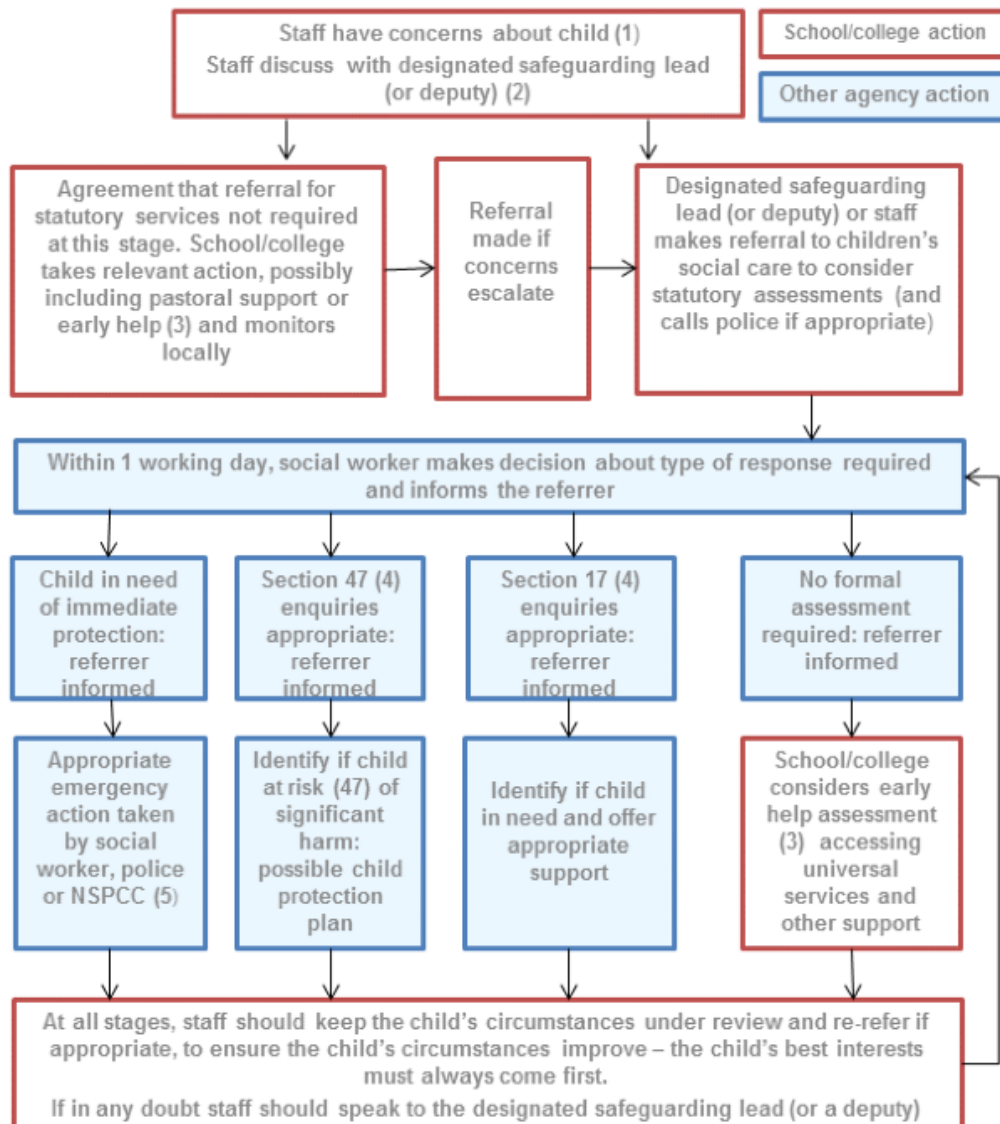 Staff have concerns about child (1)
Staff discuss with designated safeguarding lead
(or deputy) (2)
School/college action
Other agency action
Agreement that referral for
statutory services not required
at this stage. School/college
takes relevant action, possibly
including pastoral support or
early help (3) and monitors
locally
Referral
made if
concerns
escalate
Designated safeguarding
lead (or deputy) or staff
makes referral to children’s
social care to consider
statutory assessments (and
calls police if appropriate)
Within 1 working day, social worker makes decision about type of response required
and informs the referrer
Child in need
of immediate
protection:
referrer
informed
Section 47 (4)
enquiries
appropriate:
referrer
informed
Section 17 (4)
enquiries
appropriate:
referrer
informed
No formal
assessment
required: referrer
informed
Appropriate
emergency
action taken
by social
worker, police
or NSPCC (5)
Identify if child
at risk (47) of
significant
harm:
possible child
protection
plan
Identify if child
in need and offer
appropriate
support
School/college
considers early
help assessment
(3) accessing
universal
services and
other support
At all stages, staff should keep the child’s circumstances under review and re-refer if
appropriate, to ensure the child’s circumstances improve – the child’s best interests
must always come first.
If in any doubt staff should speak to the designated safeguarding lead (or a deputy)